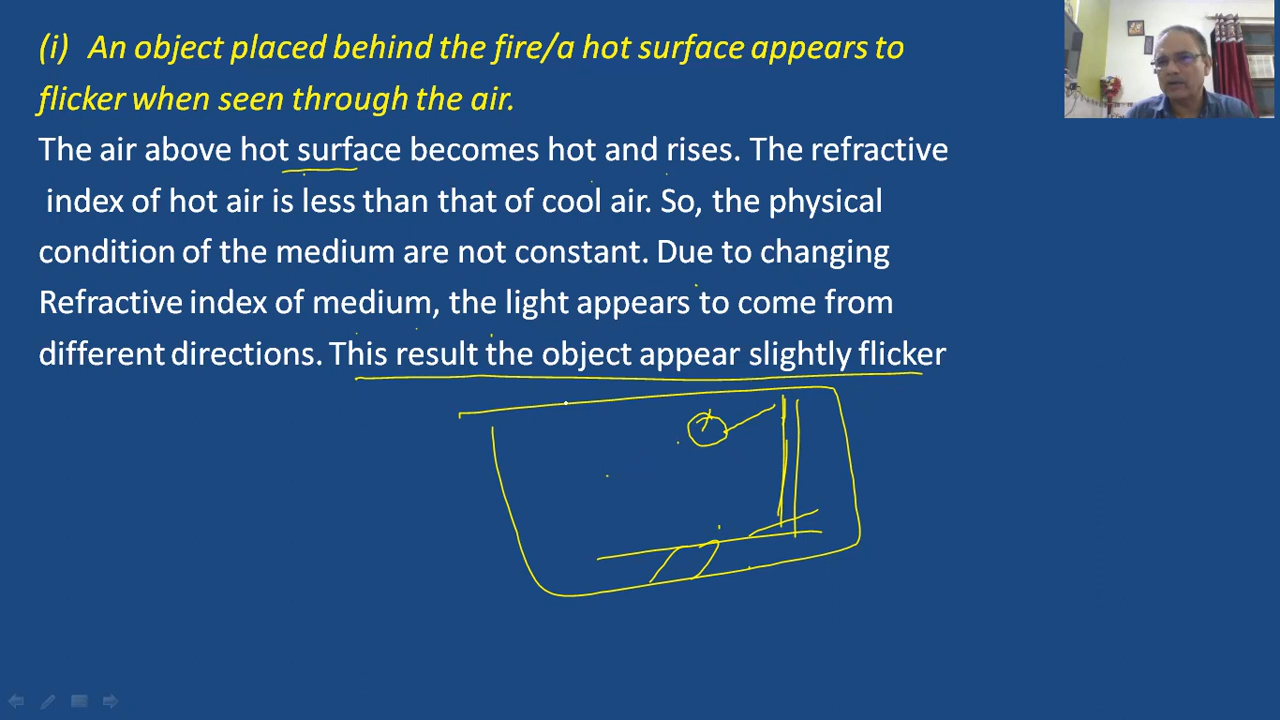 (i) An object placed behind the fire/a hot surface appears to
flicker when seen through the air.
The air above hot surface becomes hot and rises. The refractive
index of hot air is less than that of cool air. So, the physical
condition of the medium are not constant. Due to changing
Refractive index of medium, the light appears to come from
different directions. This result the object appear slightly flicker